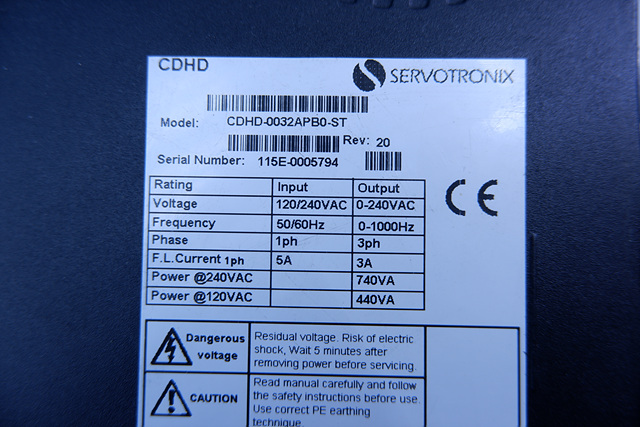 CDHD
SERVOTRONIX
Model: CDHD-0032APB0-ST
Rev: 20
Serial Number: 115E-0005794
Rating Input Output
Voltage 120/240VAC 0-240VAC
Frequency 50/60Hz 0-1000Hz
Phase 1ph 3ph
F.L.Current 1ph 5A 3A
Power @240VAC 740VA
Power @120VAC 440VA
CE
Dangerous voltage
Residual voltage. Risk of electric
shock, Wait 5 minutes after
removing power before servicing.
CAUTION
Read manual carefully and follow
the safety instructions before use.
Use correct PE earthing
technique.